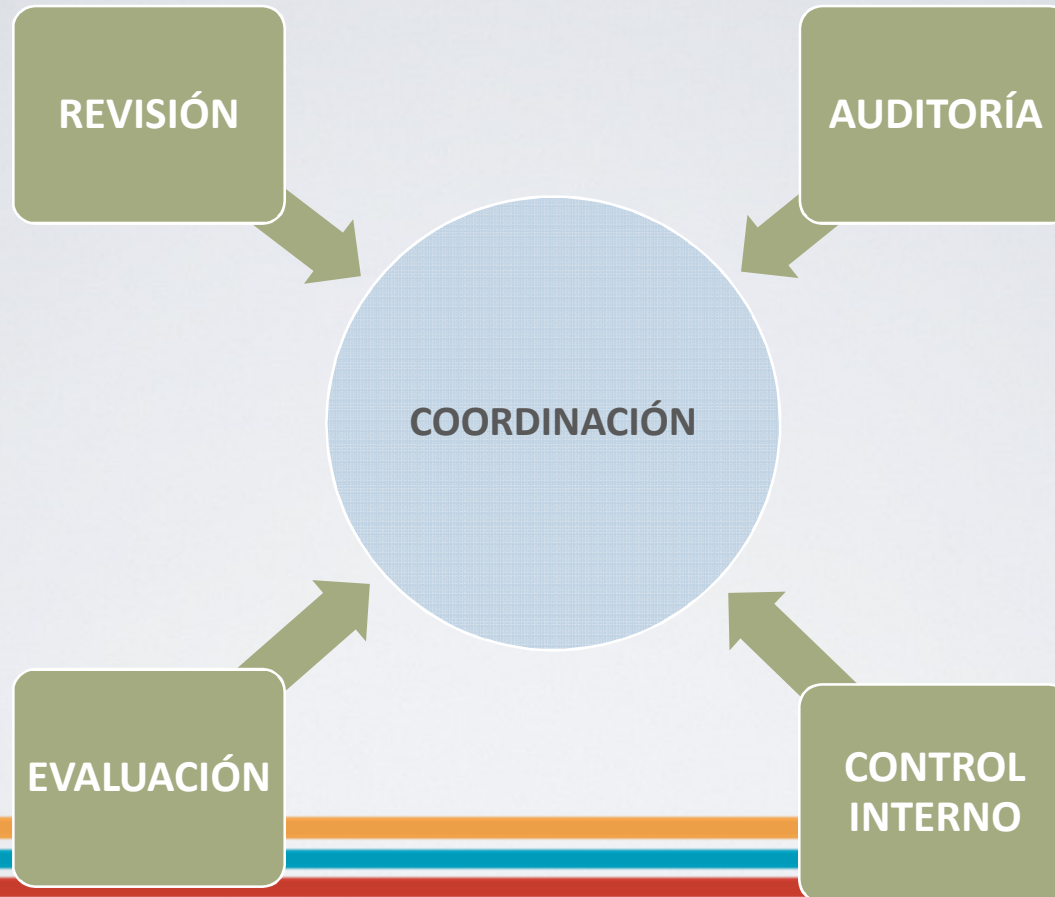 REVISIÓN
AUDITORÍA
COORDINACIÓN
EVALUACIÓN
CONTROL
INTERNO